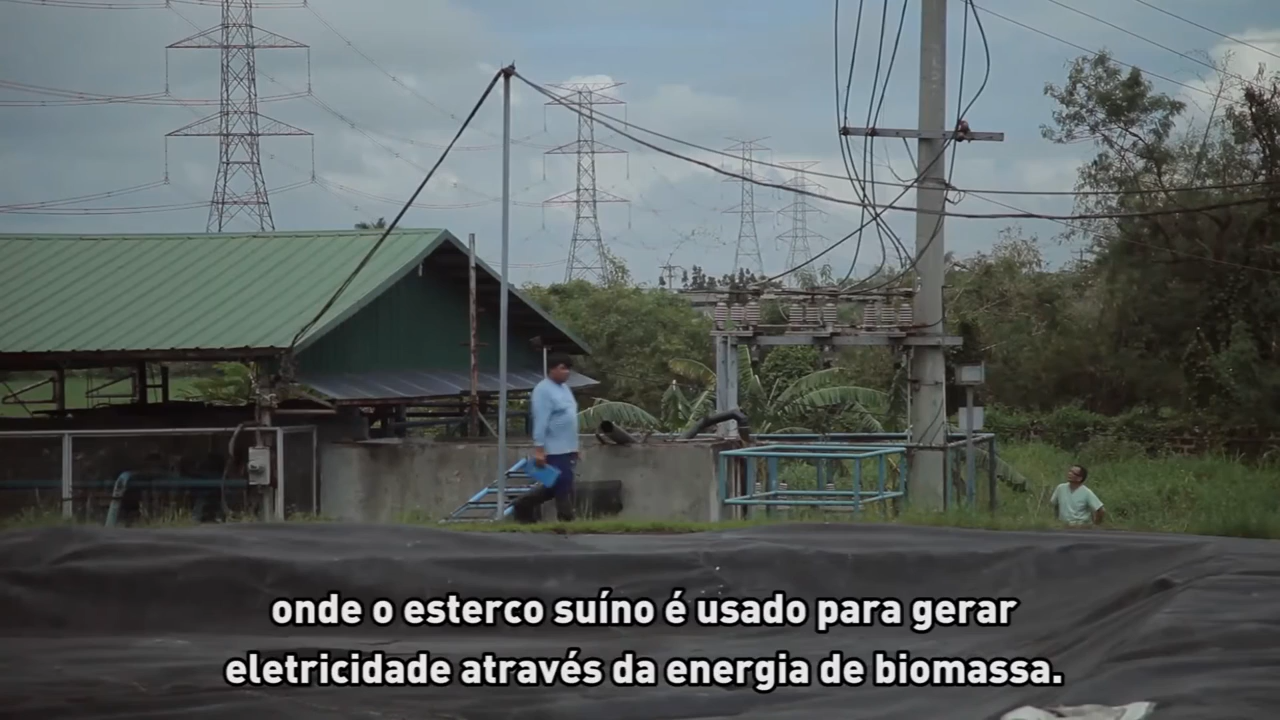 onde o esterco suíno é usado para gerar
eletricidade através da energia de biomassa.